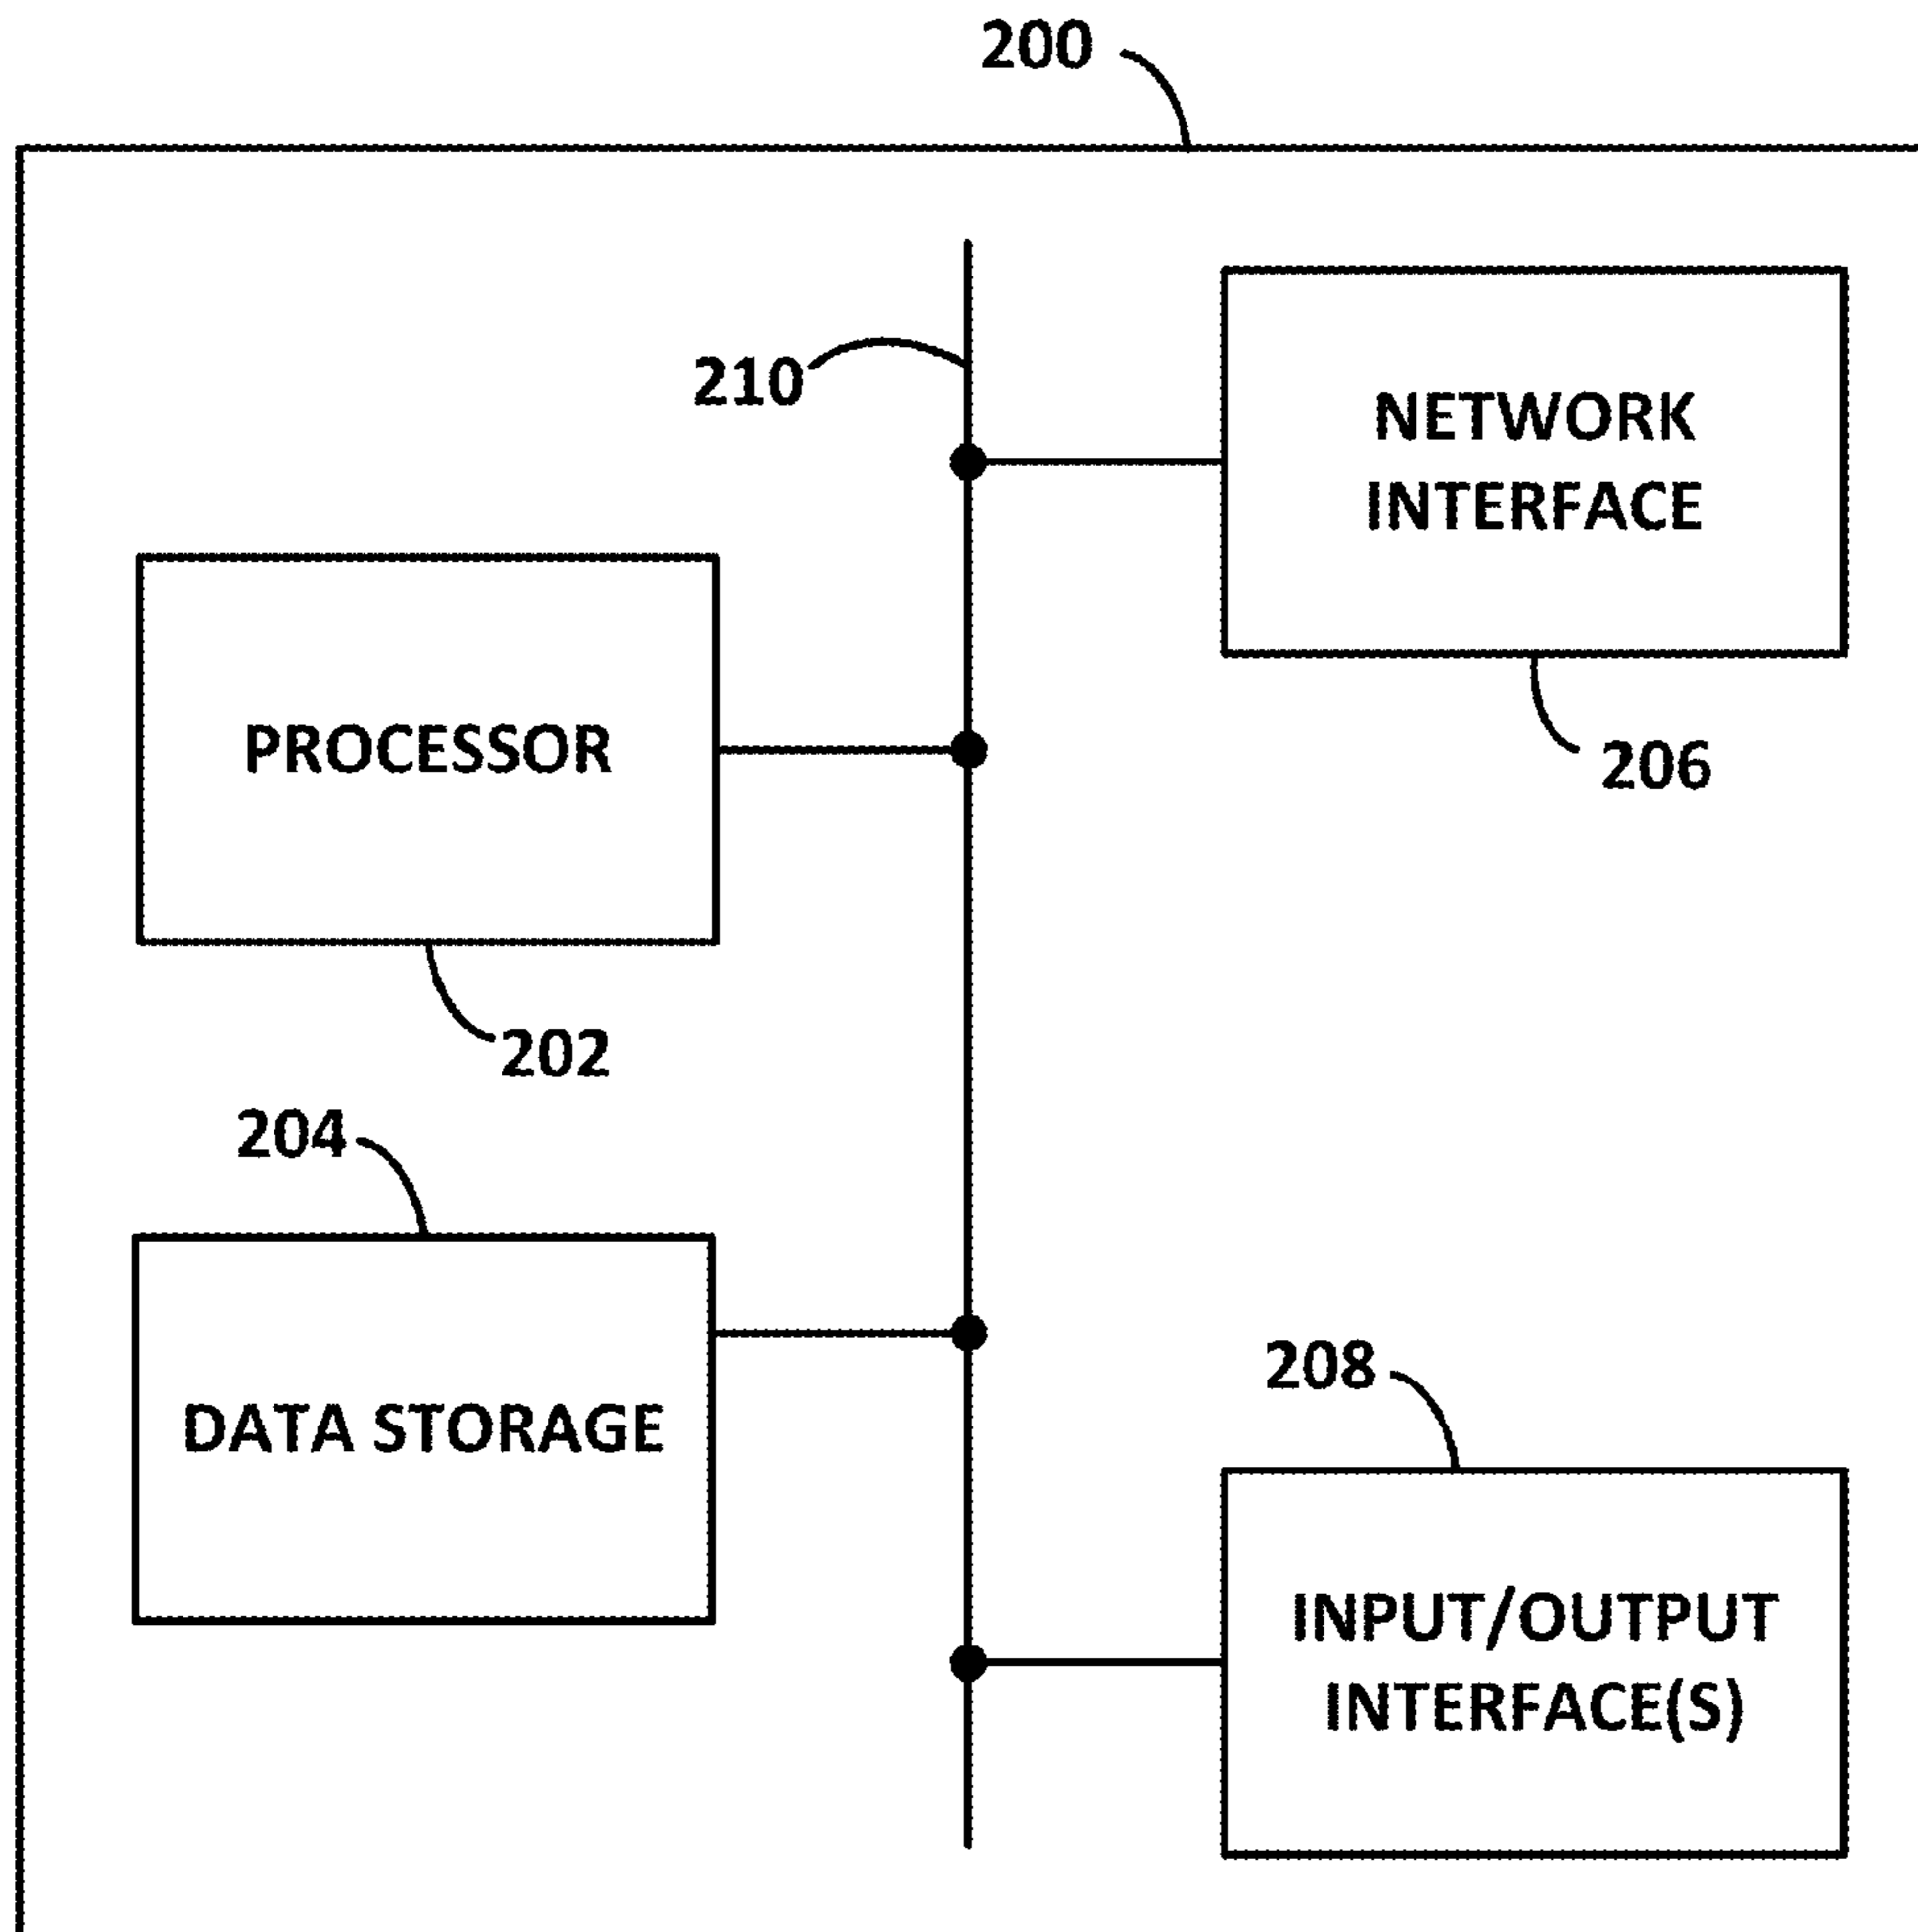 200
210
NETWORK
INTERFACE
206
PROCESSOR
202
204
DATA STORAGE
208
INPUT/OUTPUT
INTERFACE(S)